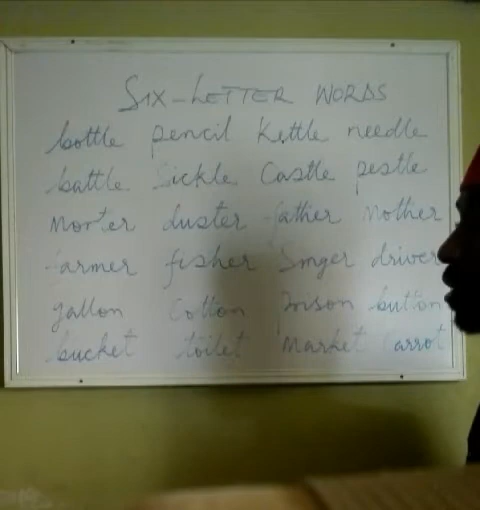 SIX-LETTER WORDS
bottle pencil Kettle needle
battle Sickle Castle pestle
Morter duster father Mother
farmer fisher Singer driver
gallon Cotton button
bucket toilet Market Carrot